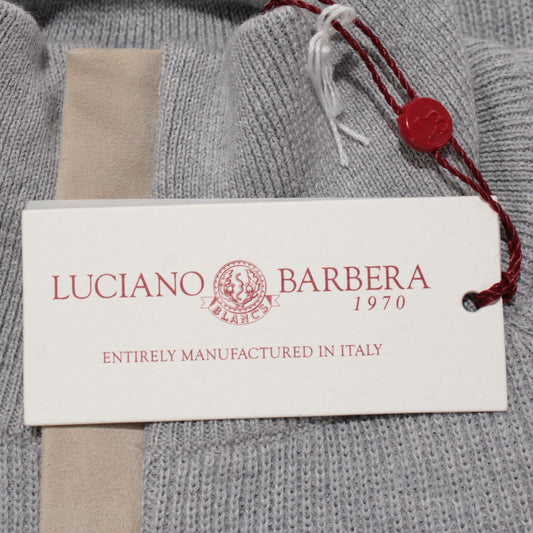 LUCIANO BARBERA
BLANCS
1970
ENTIRELY MANUFACTURED IN ITALY